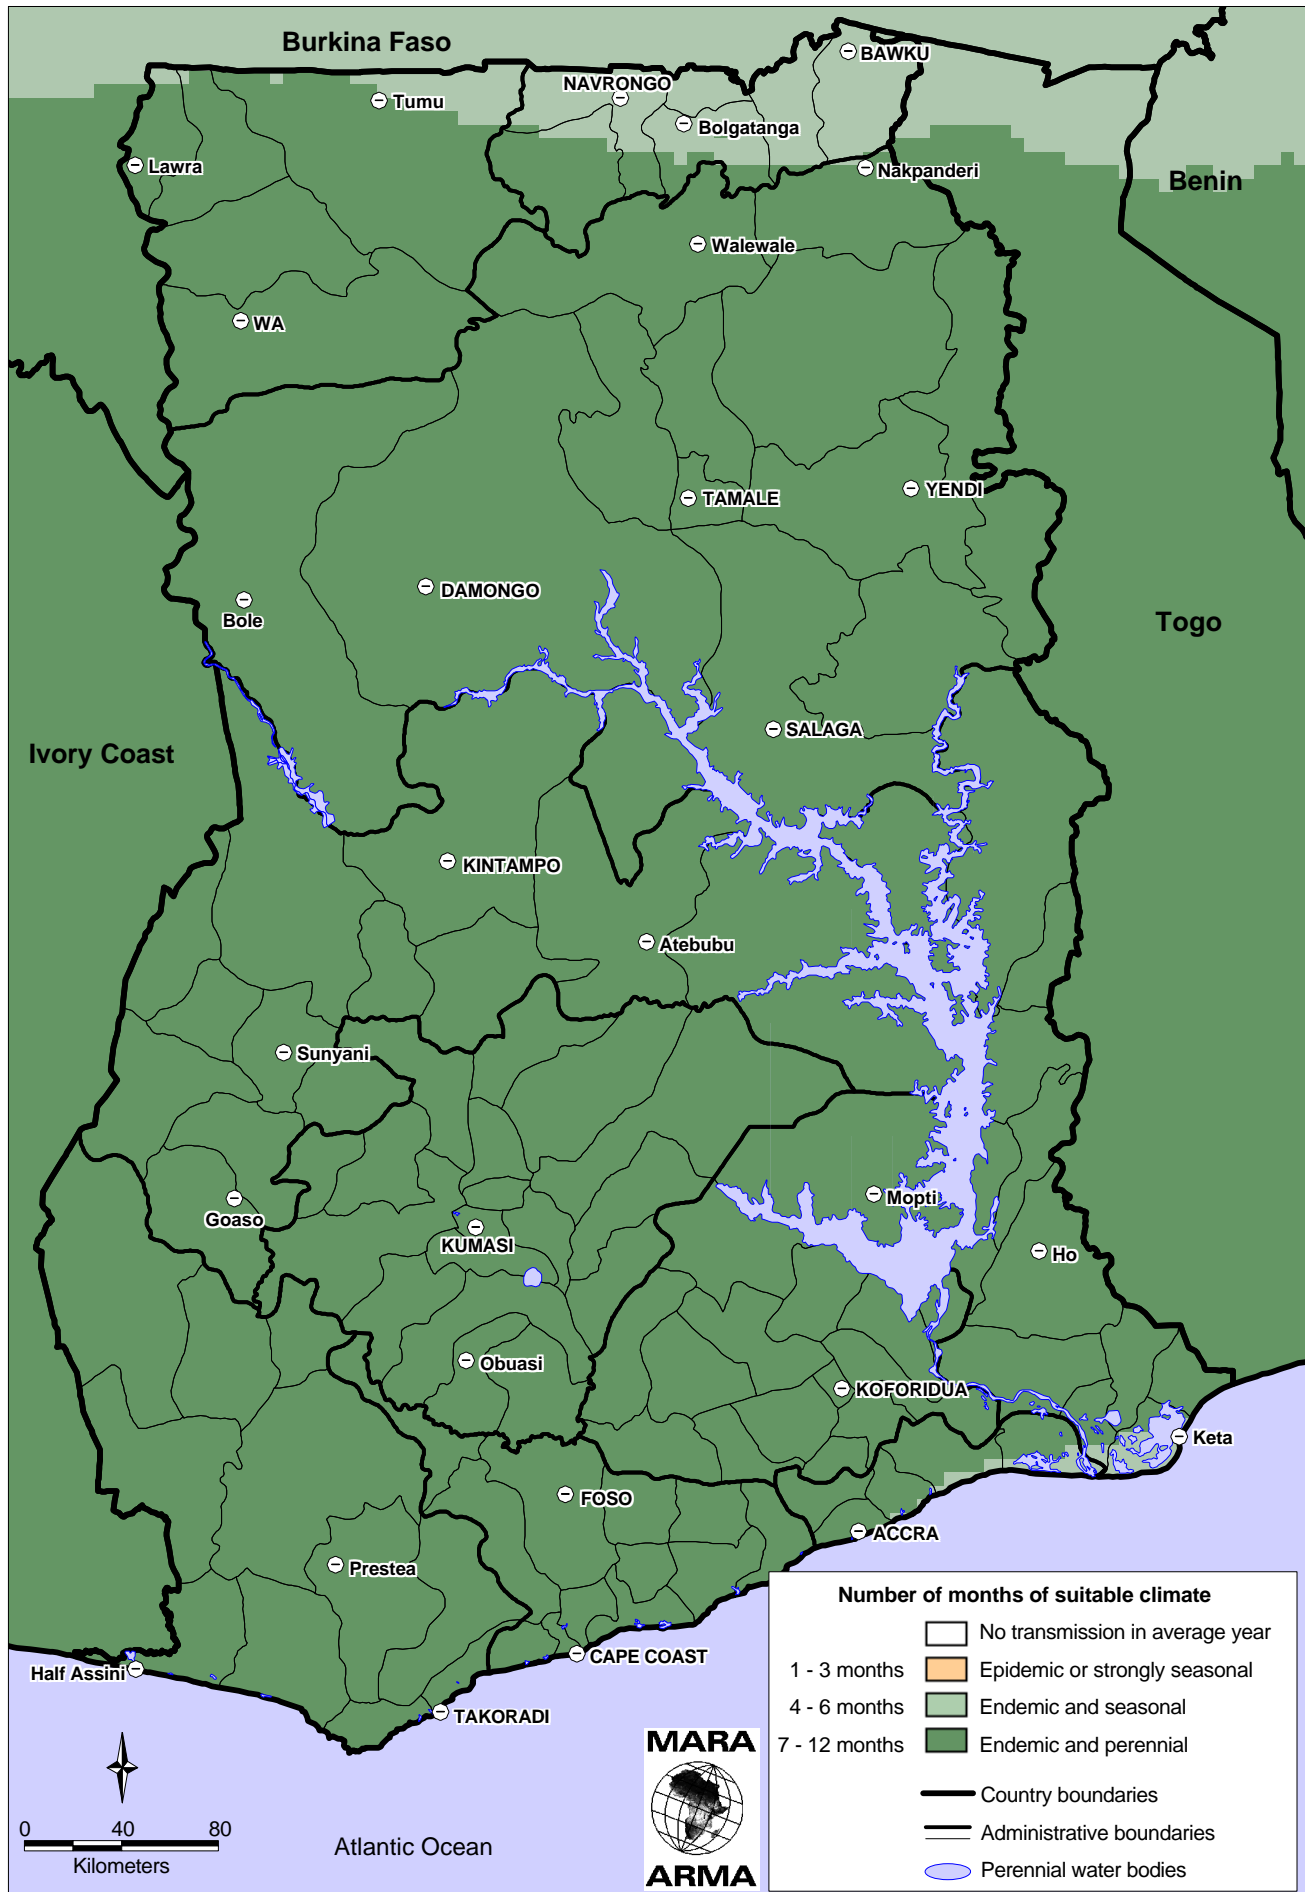 Burkina Faso
BAWKU
NAVRONGO
Tumu
Bolgatanga
Lawra
Nakpanderi
Benin
Walewale
WA
YENDI
TAMALE
DAMONGO
Bole
Togo
SALAGA
Ivory Coast
KINTAMPO
Atebubu
Sunyani
Mopti
Goaso
KUMASI
Ho
Obuasi
KOFORIDUA
Keta
FOSO
ACCRA
Prestea
CAPE COAST
Half Assini
TAKORADI
Number of months of suitable climate
No transmission in average year
1 - 3 months Epidemic or strongly seasonal
4 - 6 months Endemic and seasonal
7 - 12 months Endemic and perennial
Country boundaries
Administrative boundaries
Perennial water bodies
MARA
ARMA
0 40 80
Kilometers
Atlantic Ocean